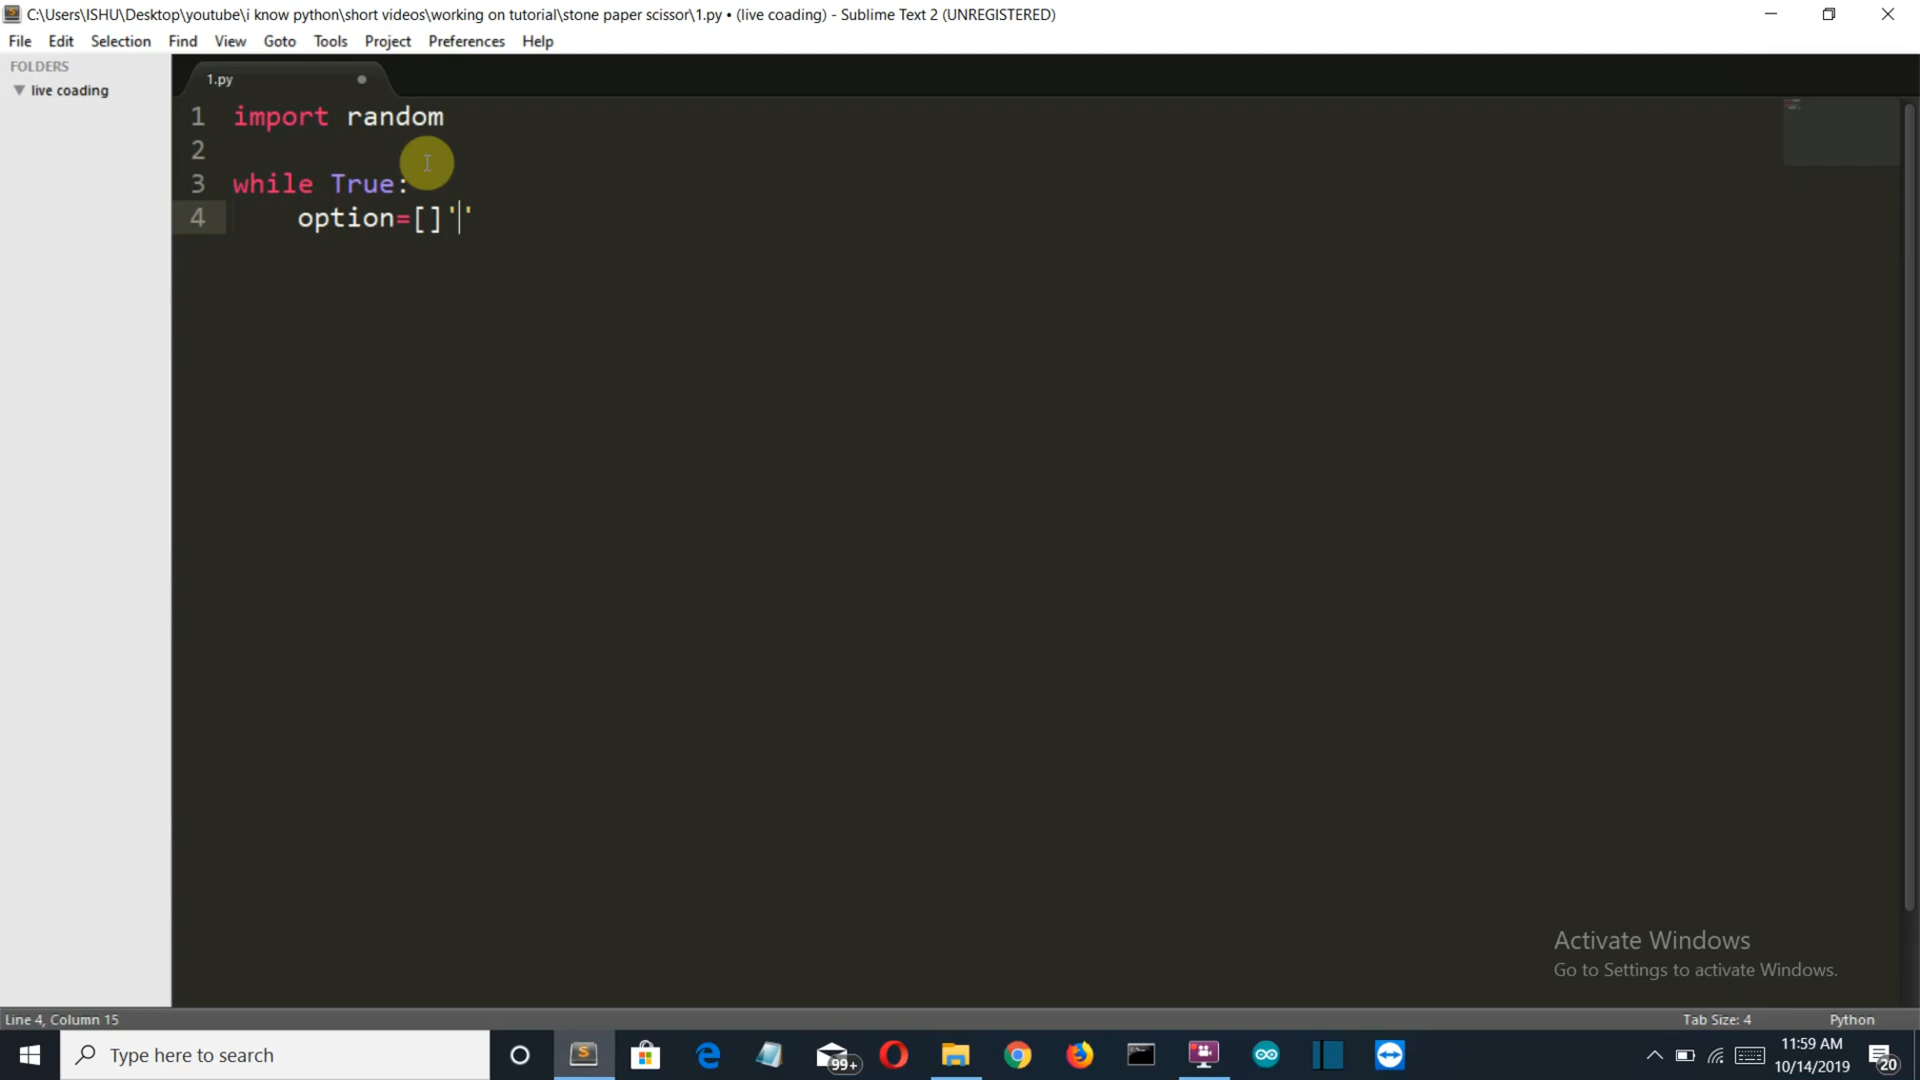 C:\Users\ISHU\Desktop\youtube\i know python\short videos\working on tutorial\stone paper scissor\1.py • (live coading) - Sublime Text 2 (UNREGISTERED)
File Edit Selection Find View Goto Tools Project Preferences Help
FOLDERS
live coading
1.py
1 import random
2
3 while True:
4 option=[]''
Activate Windows
Go to Settings to activate Windows.
Line 4, Column 15 Tab Size: 4 Python
Type here to search
99+
11:59 AM
10/14/2019
20